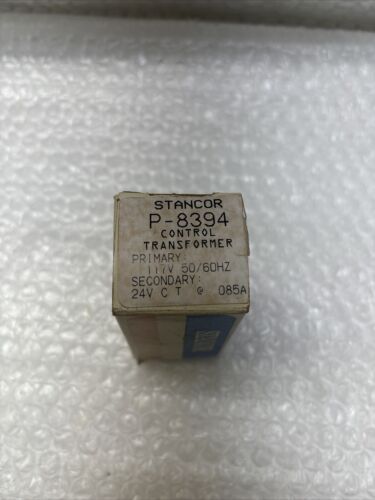 STANCOR
P-8394
CONTROL
TRANSFORMER
PRIMARY:
117V 50/60HZ
SECONDARY:
24V C T @ 085A